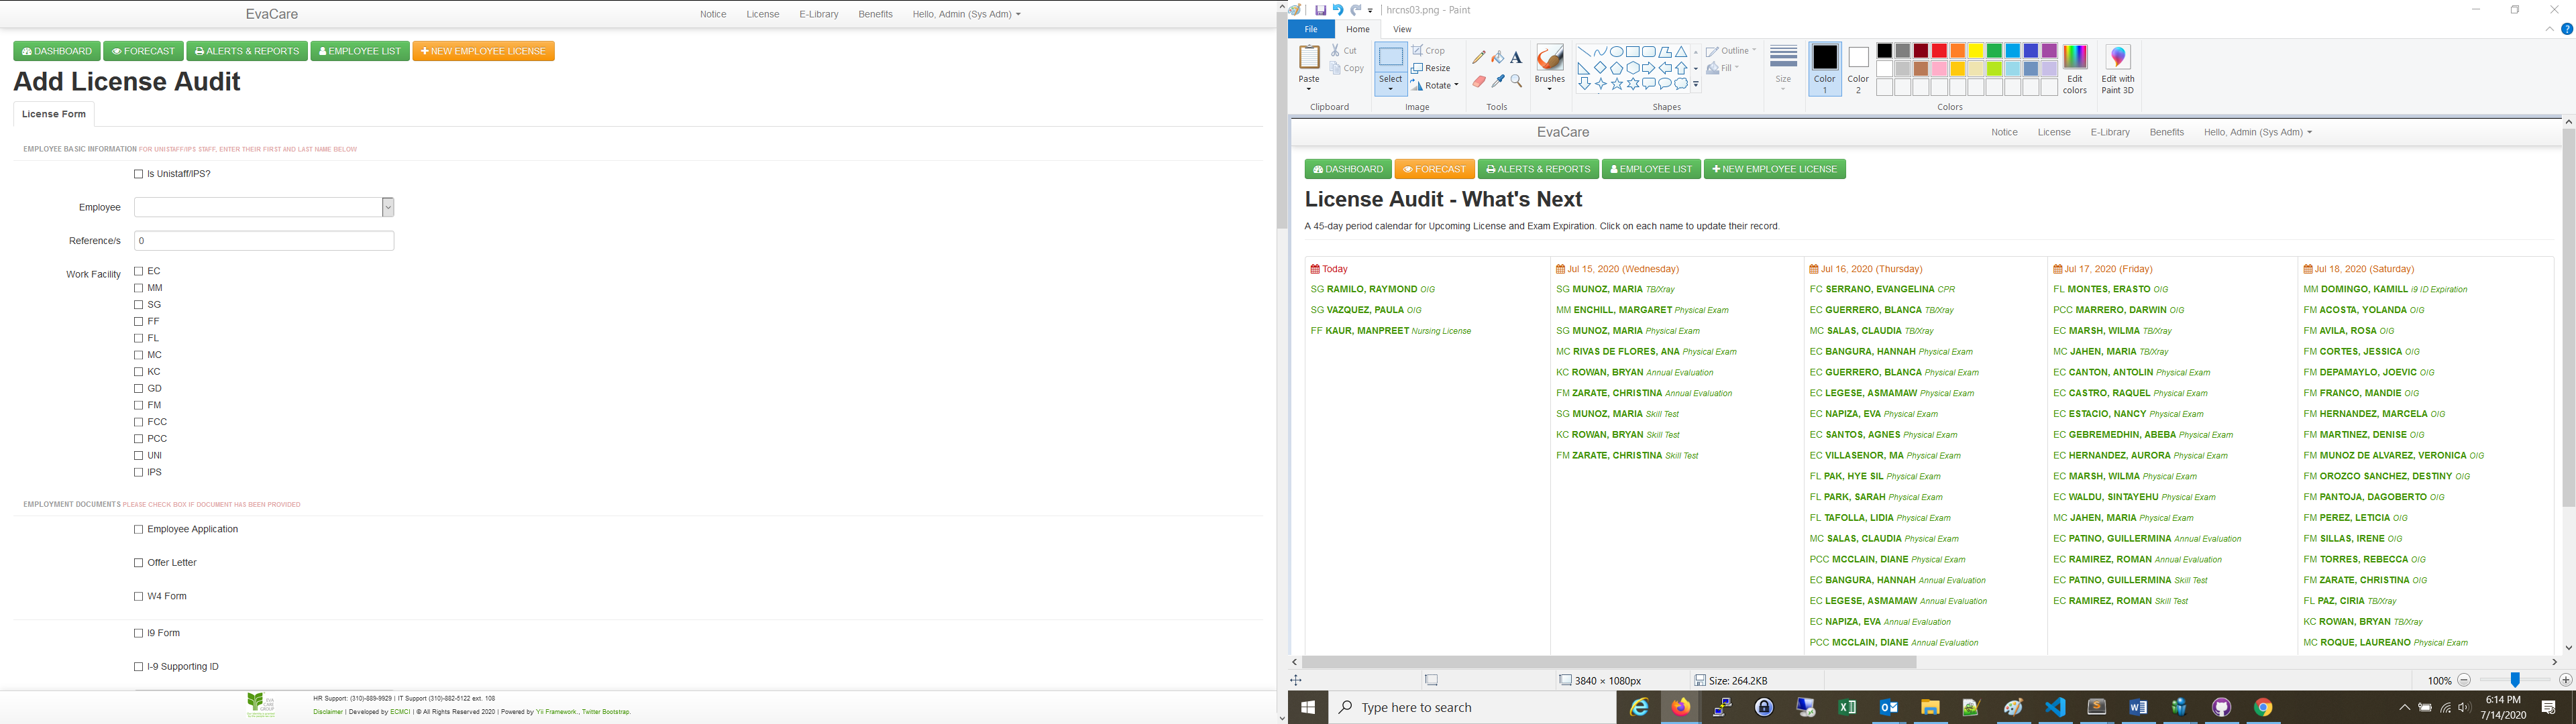 EvaCare
Notice License E-Library Benefits Hello, Admin (Sys Adm)
DASHBOARD FORECAST ALERTS & REPORTS EMPLOYEE LIST NEW EMPLOYEE LICENSE
Add License Audit
License Form
EMPLOYEE BASIC INFORMATION FOR UNISTAFF/IPS STAFF, ENTER THEIR FIRST AND LAST NAME BELOW
Is Unistaff/IPS?
Employee
Reference/s 0
Work Facility
EC
MM
SG
FF
FL
MC
KC
GD
FM
FCC
PCC
UNI
IPS
EMPLOYMENT DOCUMENTS PLEASE CHECK BOX IF DOCUMENT HAS BEEN PROVIDED
Employee Application
Offer Letter
W4 Form
I9 Form
I-9 Supporting ID
HR Support: (310)-889-9929 | IT Support (310)-882-5122 ext. 108
Disclaimer | Developed by ECMCI | © All Rights Reserved 2020 | Powered by Yii Framework., Twitter Bootstrap.
hrcns03.png - Paint
File Home View
Paste Cut Copy Clipboard
Select Crop Resize Rotate Image
A
Tools
Brushes
Outline Fill Shapes
Size
Color 1 Color 2 Edit colors Colors
Edit with Paint 3D
EvaCare
Notice License E-Library Benefits Hello, Admin (Sys Adm)
DASHBOARD FORECAST ALERTS & REPORTS EMPLOYEE LIST NEW EMPLOYEE LICENSE
License Audit - What's Next
A 45-day period calendar for Upcoming License and Exam Expiration. Click on each name to update their record.
Today
SG RAMILO, RAYMOND OIG
SG VAZQUEZ, PAULA OIG
FF KAUR, MANPREET Nursing License
Jul 15, 2020 (Wednesday)
SG MUNOZ, MARIA TB/Xray
MM ENCHILL, MARGARET Physical Exam
SG MUNOZ, MARIA Physical Exam
MC RIVAS DE FLORES, ANA Physical Exam
KC ROWAN, BRYAN Annual Evaluation
FM ZARATE, CHRISTINA Annual Evaluation
SG MUNOZ, MARIA Skill Test
KC ROWAN, BRYAN Skill Test
FM ZARATE, CHRISTINA Skill Test
Jul 16, 2020 (Thursday)
FC SERRANO, EVANGELINA CPR
EC GUERRERO, BLANCA TB/Xray
MC SALAS, CLAUDIA TB/Xray
EC BANGURA, HANNAH Physical Exam
EC GUERRERO, BLANCA Physical Exam
EC LEGESE, ASMAMAW Physical Exam
EC NAPIZA, EVA Physical Exam
EC SANTOS, AGNES Physical Exam
EC VILLASENOR, MA Physical Exam
FL PAK, HYE SIL Physical Exam
FL PARK, SARAH Physical Exam
FL TAFOLLA, LIDIA Physical Exam
MC SALAS, CLAUDIA Physical Exam
PCC MCCLAIN, DIANE Physical Exam
EC BANGURA, HANNAH Annual Evaluation
EC LEGESE, ASMAMAW Annual Evaluation
EC NAPIZA, EVA Annual Evaluation
PCC MCCLAIN, DIANE Annual Evaluation
Jul 17, 2020 (Friday)
FL MONTES, ERASTO OIG
PCC MARRERO, DARWIN OIG
EC MARSH, WILMA TB/Xray
MC JAHEN, MARIA TB/Xray
EC CANTON, ANTOLIN Physical Exam
EC CASTRO, RAQUEL Physical Exam
EC ESTACIO, NANCY Physical Exam
EC GEBREMEDHIN, ABEBA Physical Exam
EC HERNANDEZ, AURORA Physical Exam
EC MARSH, WILMA Physical Exam
EC WALDU, SINTAYEHU Physical Exam
MC JAHEN, MARIA Physical Exam
EC PATINO, GUILLERMINA Annual Evaluation
EC RAMIREZ, ROMAN Annual Evaluation
EC PATINO, GUILLERMINA Skill Test
EC RAMIREZ, ROMAN Skill Test
Jul 18, 2020 (Saturday)
MM DOMINGO, KAMILL i9 ID Expiration
FM ACOSTA, YOLANDA OIG
FM AVILA, ROSA OIG
FM CORTES, JESSICA OIG
FM DEPAMAYLO, JOEVIC OIG
FM FRANCO, MANDIE OIG
FM HERNANDEZ, MARCELA OIG
FM MARTINEZ, DENISE OIG
FM MUNOZ DE ALVAREZ, VERONICA OIG
FM OROZCO SANCHEZ, DESTINY OIG
FM PANTOJA, DAGOBERTO OIG
FM PEREZ, LETICIA OIG
FM SILLAS, IRENE OIG
FM TORRES, REBECCA OIG
FM ZARATE, CHRISTINA OIG
FL PAZ, CIRIA TB/Xray
KC ROWAN, BRYAN TB/Xray
MC ROQUE, LAUREANO Physical Exam
3840 × 1080px Size: 264.2KB 100%
Type here to search
6:14 PM
7/14/2020